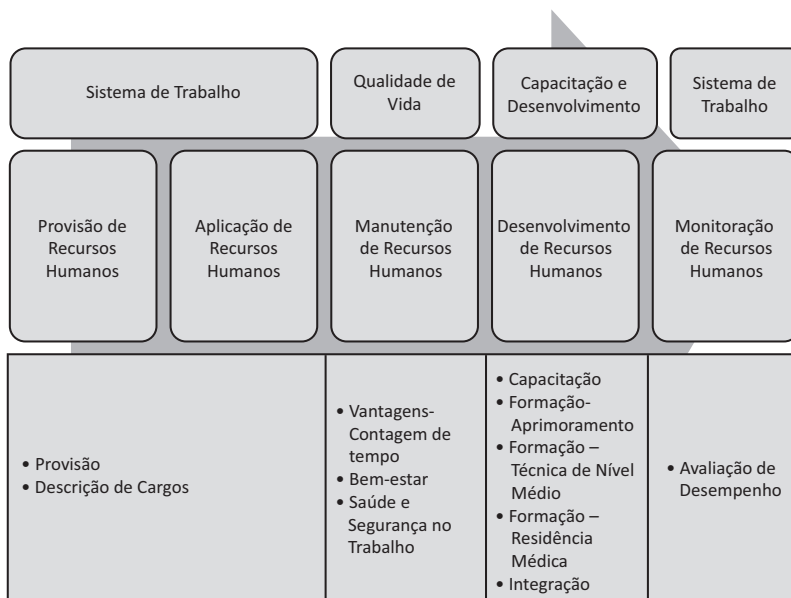 Sistema de Trabalho
Qualidade de
Vida
Capacitação e
Desenvolvimento
Sistema de
Trabalho
Provisão de
Recursos
Humanos
Aplicação de
Recursos
Humanos
Manutenção
de Recursos
Humanos
Desenvolvimento
de Recursos
Humanos
Monitoração
de Recursos
Humanos
• Provisão
• Descrição de Cargos
• Vantagens-
Contagem de
tempo
• Bem-estar
• Saúde e
Segurança no
Trabalho
• Capacitação
• Formação-
Aprimoramento
• Formação –
Técnica de Nível
Médio
• Formação –
Residência
Médica
• Integração
• Avaliação de
Desempenho